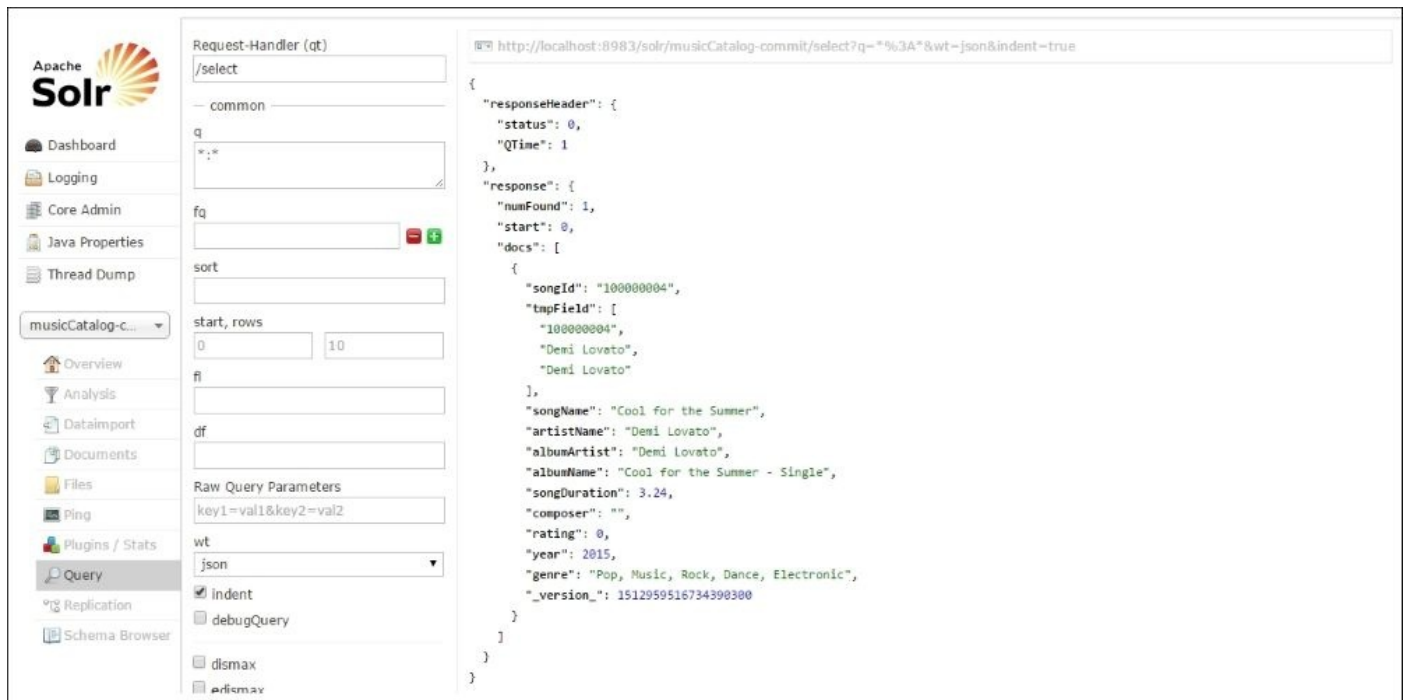 Apache
Solr
Dashboard
Logging
Core Admin
Java Properties
Thread Dump
musicCatalog-c...
Overview
Analysis
Dataimport
Documents
Files
Ping
Plugins / Stats
Query
Replication
Schema Browser
Request-Handler (qt)
/select
common
q
*:*
fq
sort
start, rows
0 10
fl
df
Raw Query Parameters
key1=val1&key2=val2
wt
json
indent
debugQuery
dismax
edismax
http://localhost:8983/solr/musicCatalog-commit/select?q=*%3A*&wt=json&indent=true
{
"responseHeader": {
"status": 0,
"QTime": 1
},
"response": {
"numFound": 1,
"start": 0,
"docs": [
{
"songId": "100000004",
"tmpField": [
"100000004",
"Demi Lovato",
"Demi Lovato"
],
"songName": "Cool for the Summer",
"artistName": "Demi Lovato",
"albumArtist": "Demi Lovato",
"albumName": "Cool for the Summer - Single",
"songDuration": 3.24,
"composer": "",
"rating": 0,
"year": 2015,
"genre": "Pop, Music, Rock, Dance, Electronic",
"_version_": 1512959516734390300
}
]
}
}